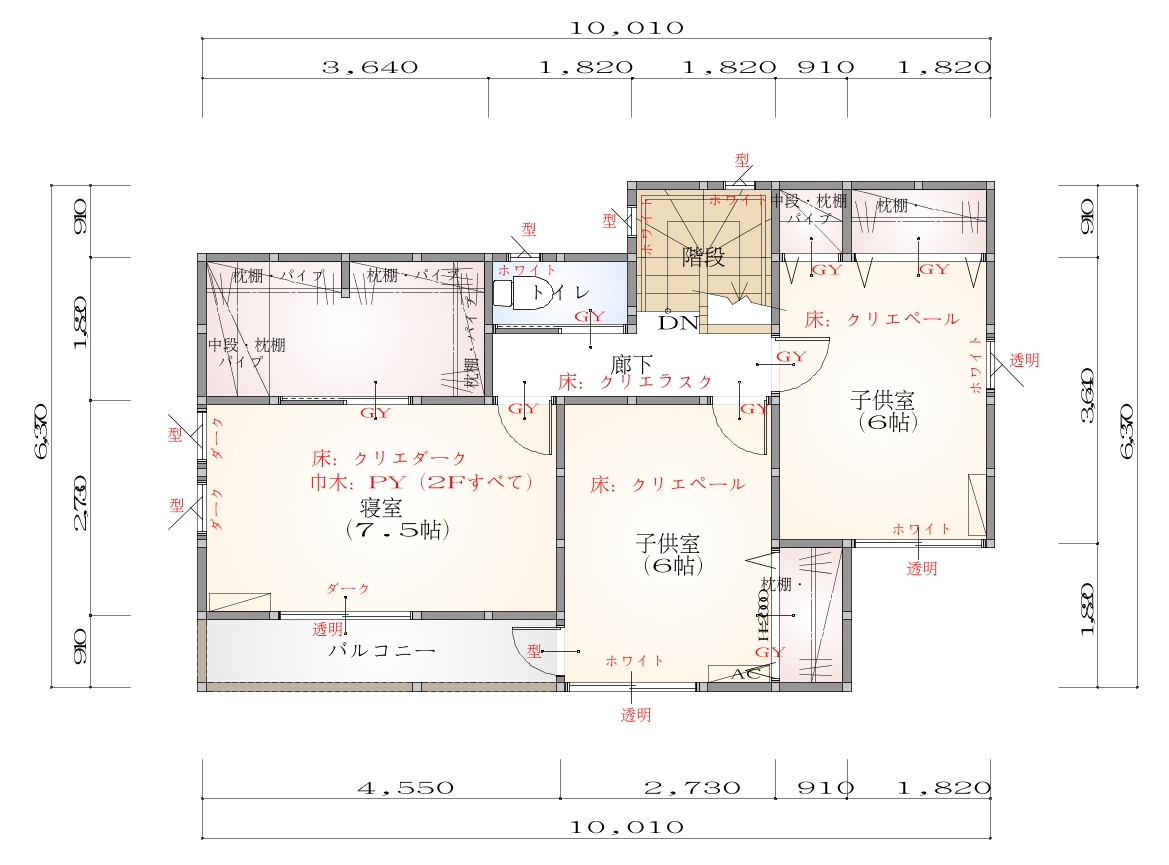 10,010
3,640 1,820 1,820 910 1,820
型
型
型
ホワイト
ホワイト
ホワイト
中段・枕棚
パイプ
枕棚・
枕棚・パイプ
枕棚・パイプ
枕棚・パイプ
中段・枕棚
パイプ
トイレ
階段
DN
GY
GY
GY
GY
床: クリエペール
ホワイト
透明
廊下
床: クリエラスク
GY
GY
GY
子供室
(6帖)
型
型
ダーク
ダーク
床: クリエダーク
巾木: PY (2Fすべて)
寝室
(7.5帖)
床: クリエペール
子供室
(6帖)
ホワイト
透明
ダーク
透明
バルコニー
型
枕棚・
H1200
GY
AC
ホワイト
透明
910
1,820
2,730
910
6,370
910
3,640
1,820
6,370
4,550 2,730 910 1,820
10,010